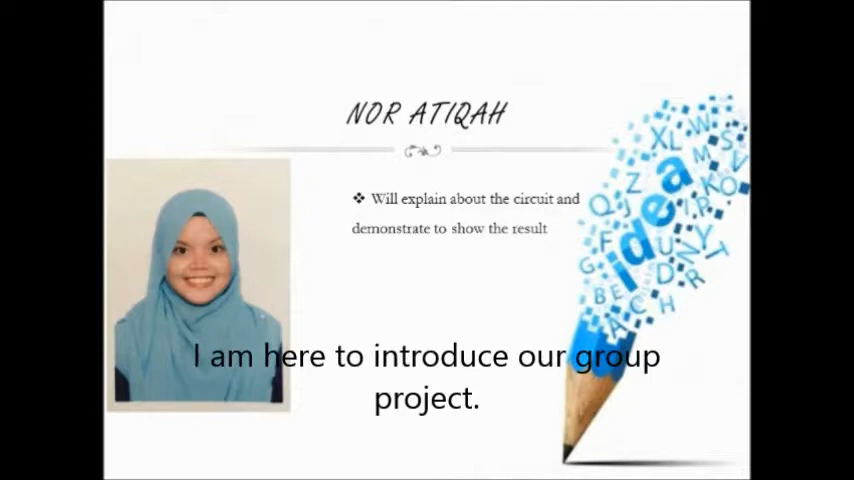 NOR ATIQAH
❖ Will explain about the circuit and
demonstrate to show the result
idea
I am here to introduce our group
project.